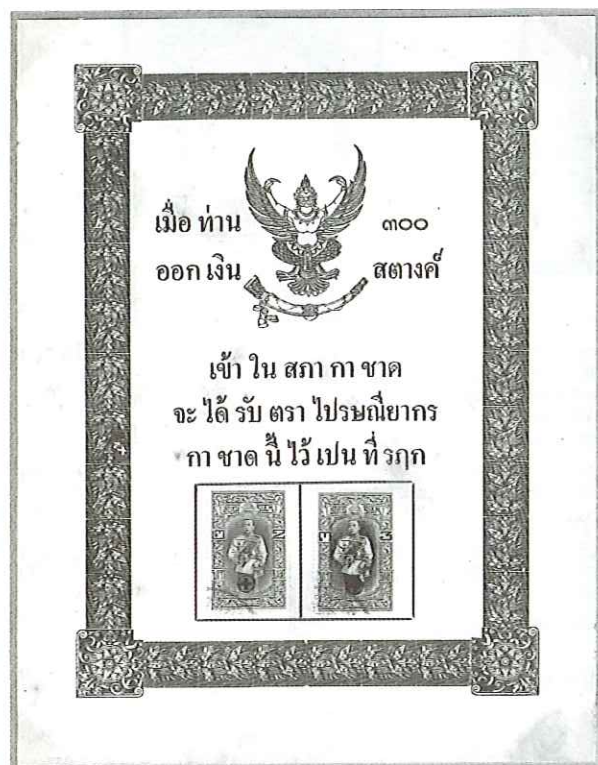 เมื่อ ท่าน ๓๐๐
ออก เงิน สตางค์
เข้า ใน สภา กา ชาด
จะ ได้ รับ ตรา ไปรษณียากร
กา ชาด นี้ ไว้ เปน ที่ รฦก